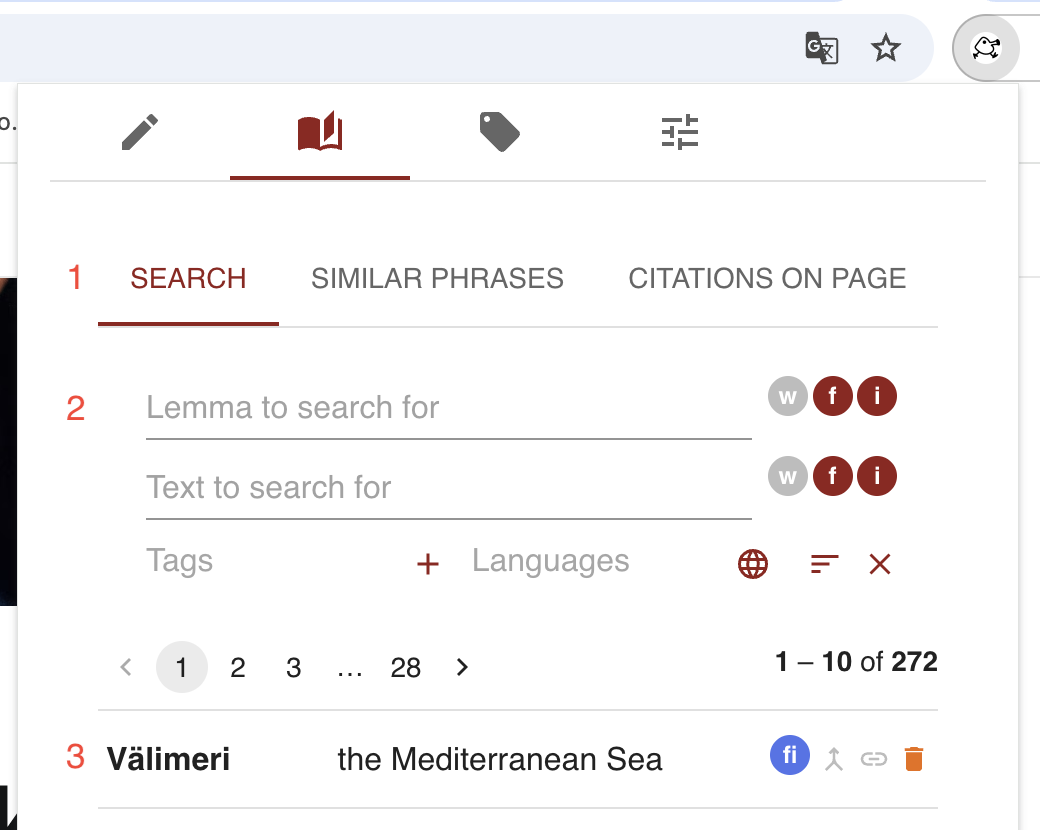 o.
1 SEARCH SIMILAR PHRASES CITATIONS ON PAGE
2 Lemma to search for w f i
Text to search for w f i
Tags + Languages
1 2 3 ... 28 1 – 10 of 272
3 Välimeri the Mediterranean Sea fi